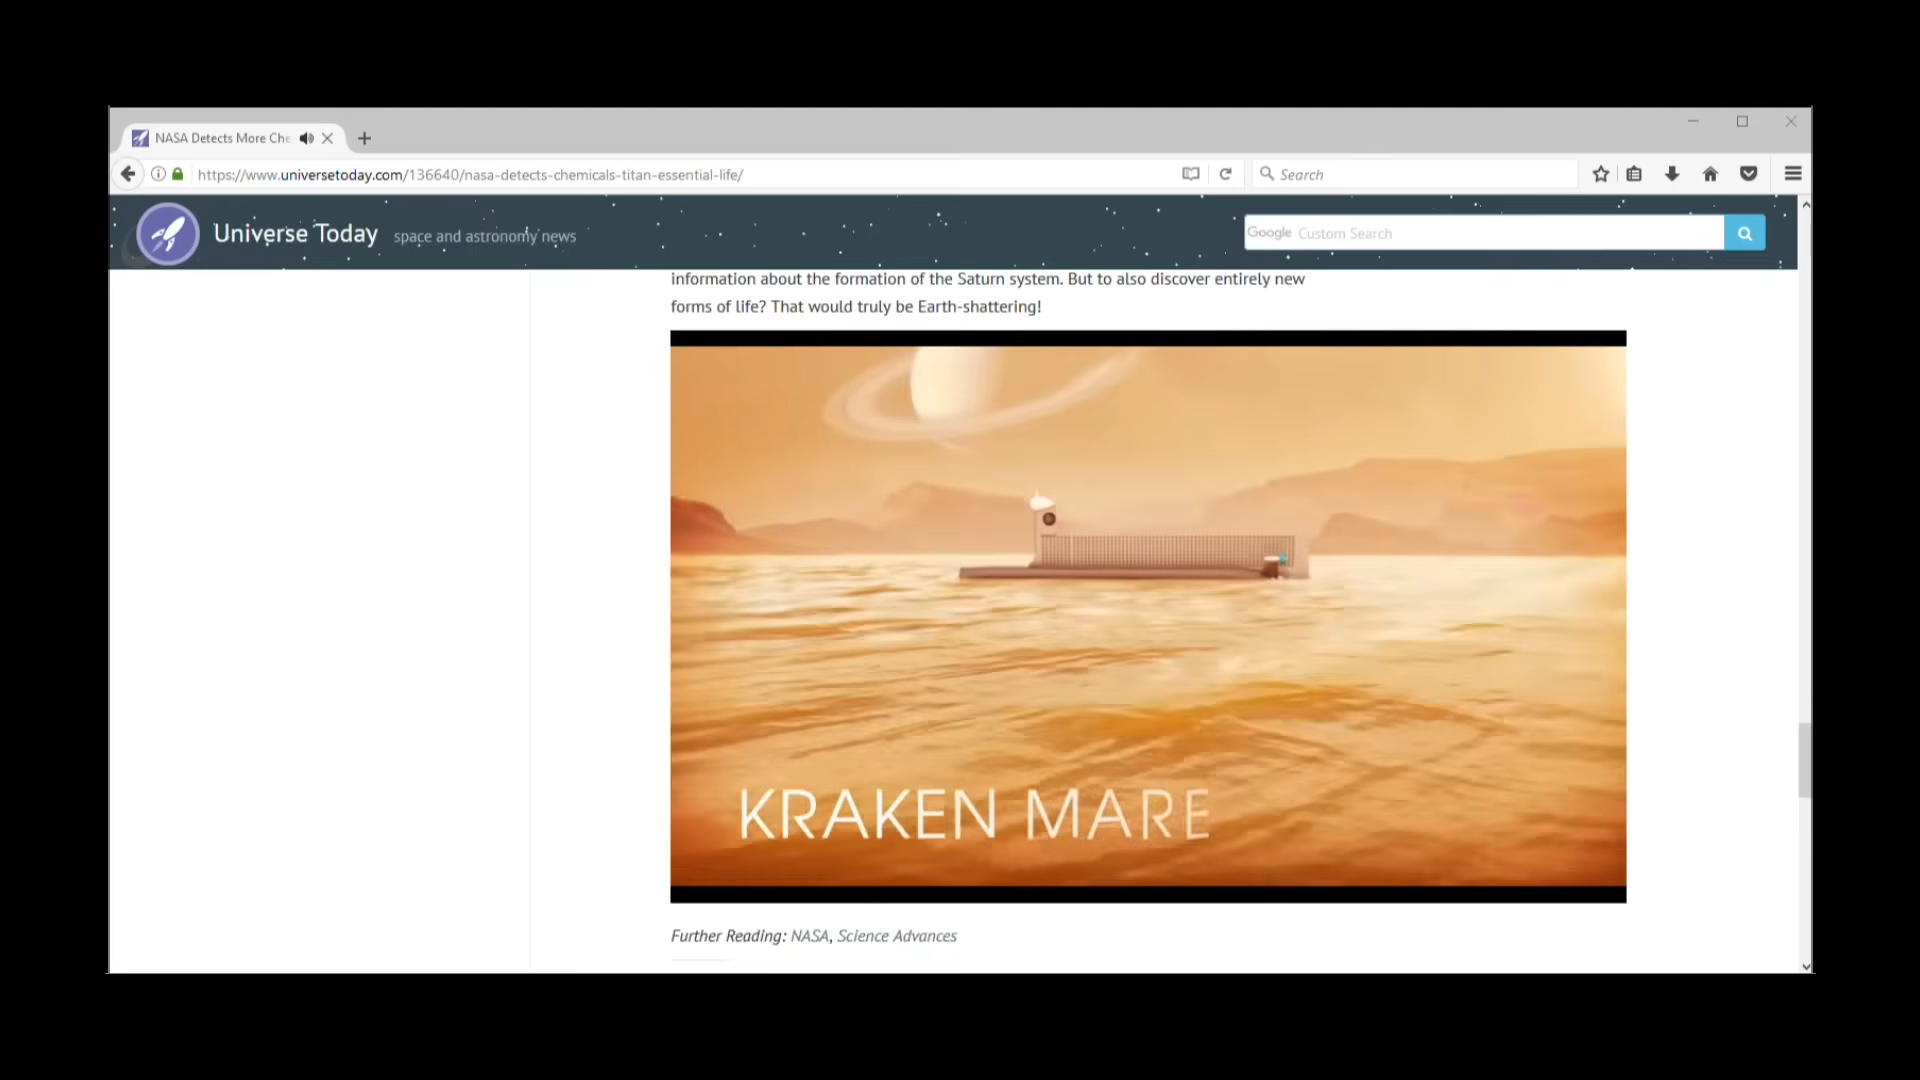 NASA Detects More Che
https://www.universetoday.com/136640/nasa-detects-chemicals-titan-essential-life/
Search
Universe Today
space and astronomy news
Google Custom Search
information about the formation of the Saturn system. But to also discover entirely new
forms of life? That would truly be Earth-shattering!
KRAKEN MARE
Further Reading: NASA, Science Advances